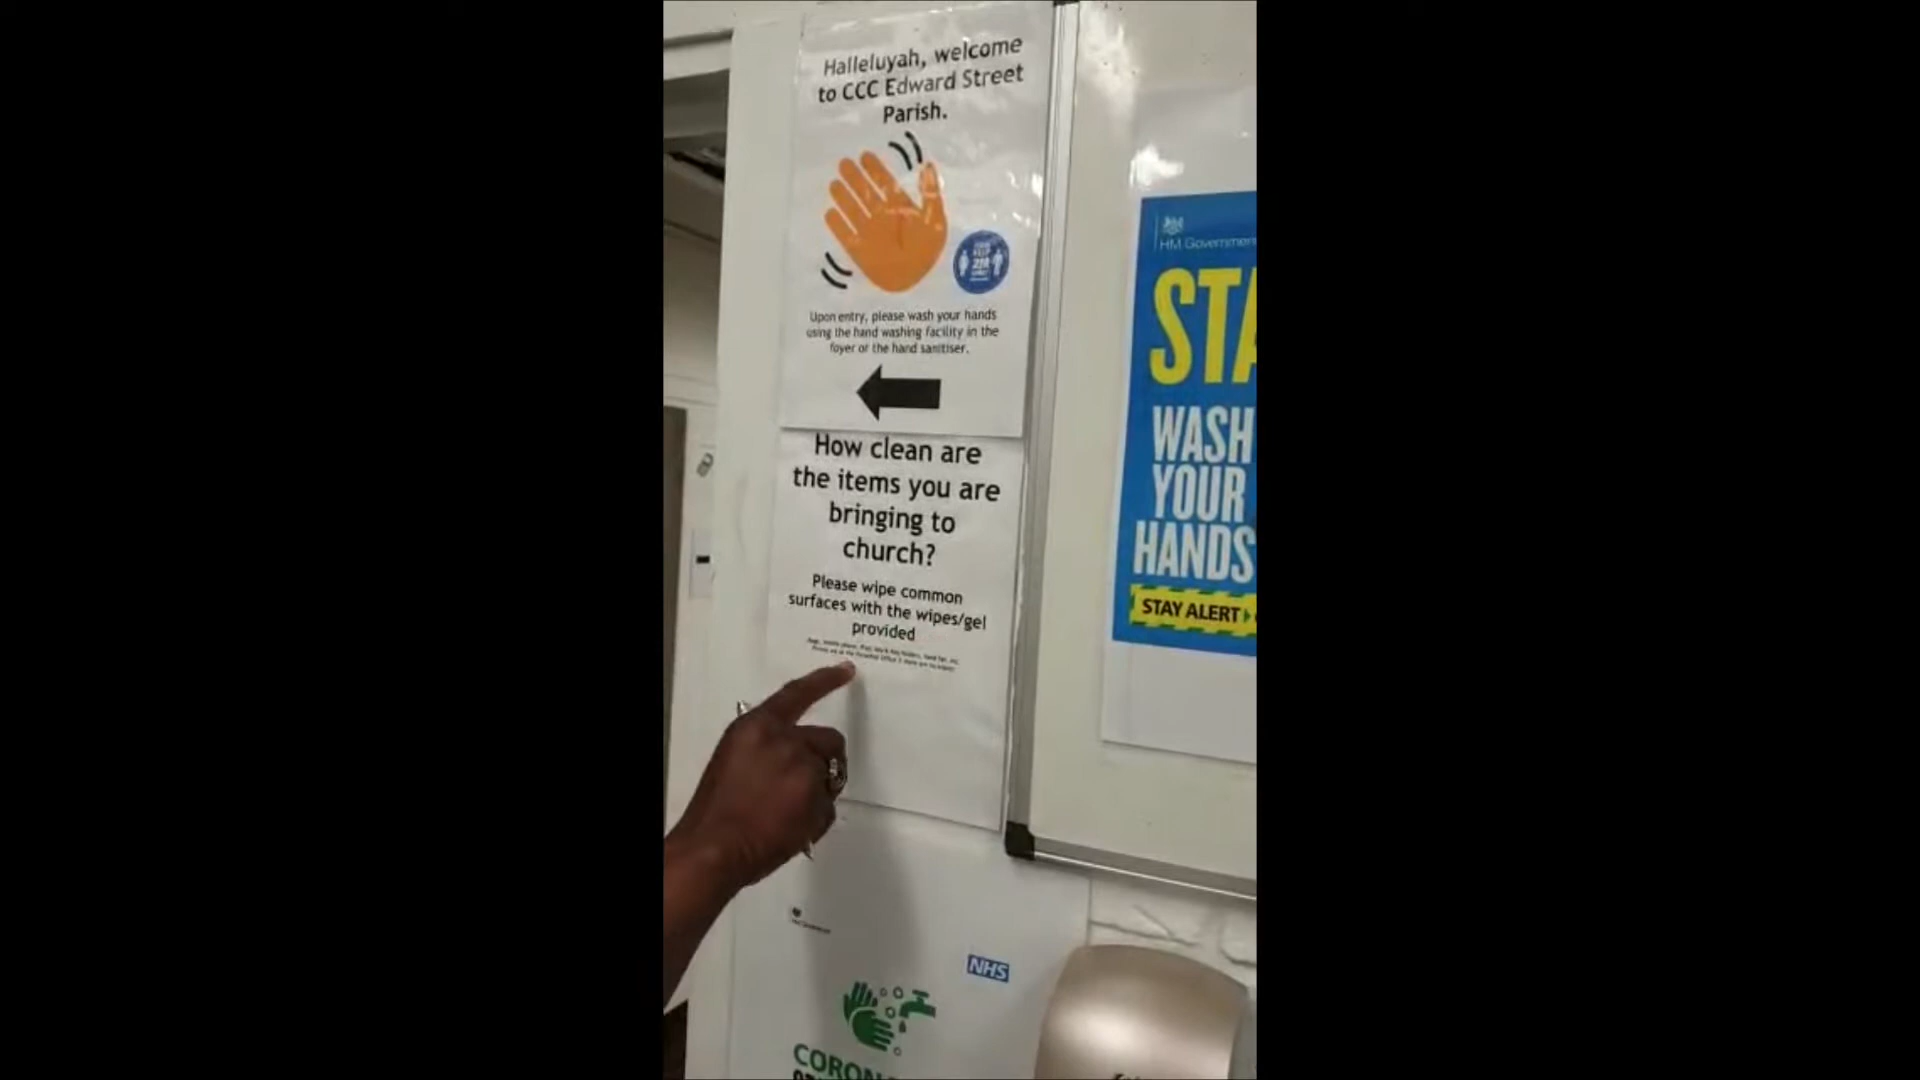 Halleluyah, welcome
to CCC Edward Street
Parish.
Upon entry, please wash your hands
using the hand washing facility in the
foyer or the hand sanitiser.
How clean are
the items you are
bringing to
church?
Please wipe common
surfaces with the wipes/gel
provided
HM Government
STA
WASH
YOUR
HANDS
STAY ALERT
NHS
CORON